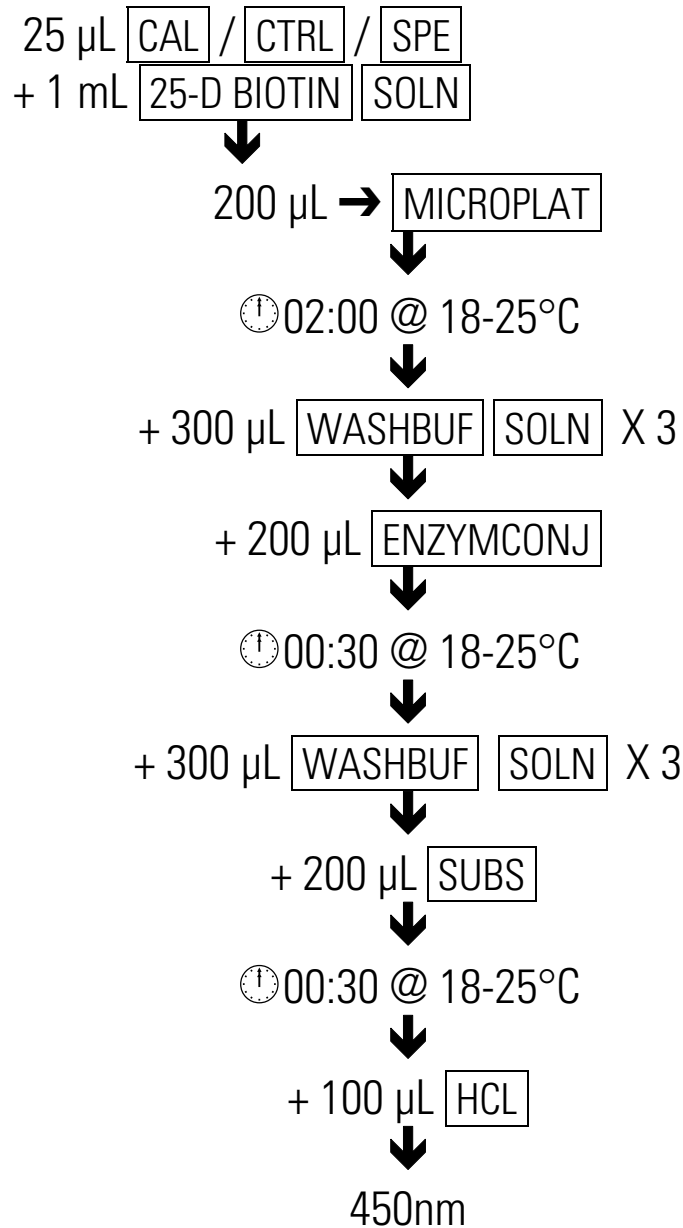 25 µL CAL / CTRL / SPE
+ 1 mL 25-D BIOTIN SOLN
200 µL ➔ MICROPLAT
02:00 @ 18-25°C
+ 300 µL WASHBUF SOLN X 3
+ 200 µL ENZYMCONJ
00:30 @ 18-25°C
+ 300 µL WASHBUF SOLN X 3
+ 200 µL SUBS
00:30 @ 18-25°C
+ 100 µL HCL
450nm